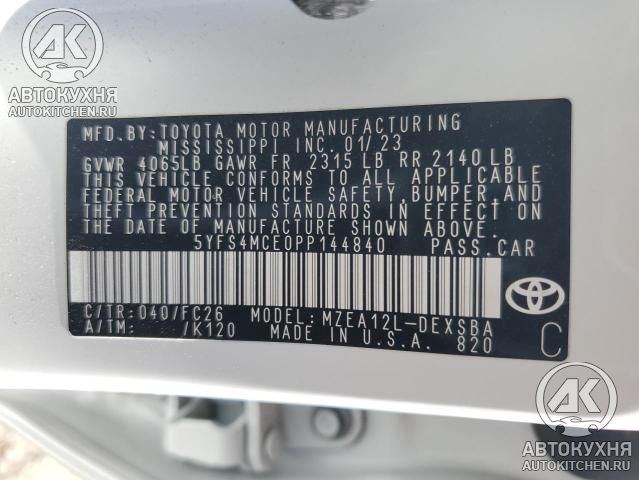 АК
АВТОКУХНЯ
AUTOKITCHEN.RU
MFD.BY:TOYOTA MOTOR MANUFACTURING
MISSISSIPPI INC. 01/23
GVWR 4065LB GAWR FR 2315 LB RR 2140 LB
THIS VEHICLE CONFORMS TO ALL APPLICABLE
FEDERAL MOTOR VEHICLE SAFETY, BUMPER, AND
THEFT PREVENTION STANDARDS IN EFFECT ON
THE DATE OF MANUFACTURE SHOWN ABOVE.
5YFS4MCE0PP144840 PASS.CAR
C/TR: 040/FC26 MODEL: MZEA12L-DEXSBA
A/TM: /K120 MADE IN U.S.A. 820
C
АК
АВТОКУХНЯ
AUTOKITCHEN.RU